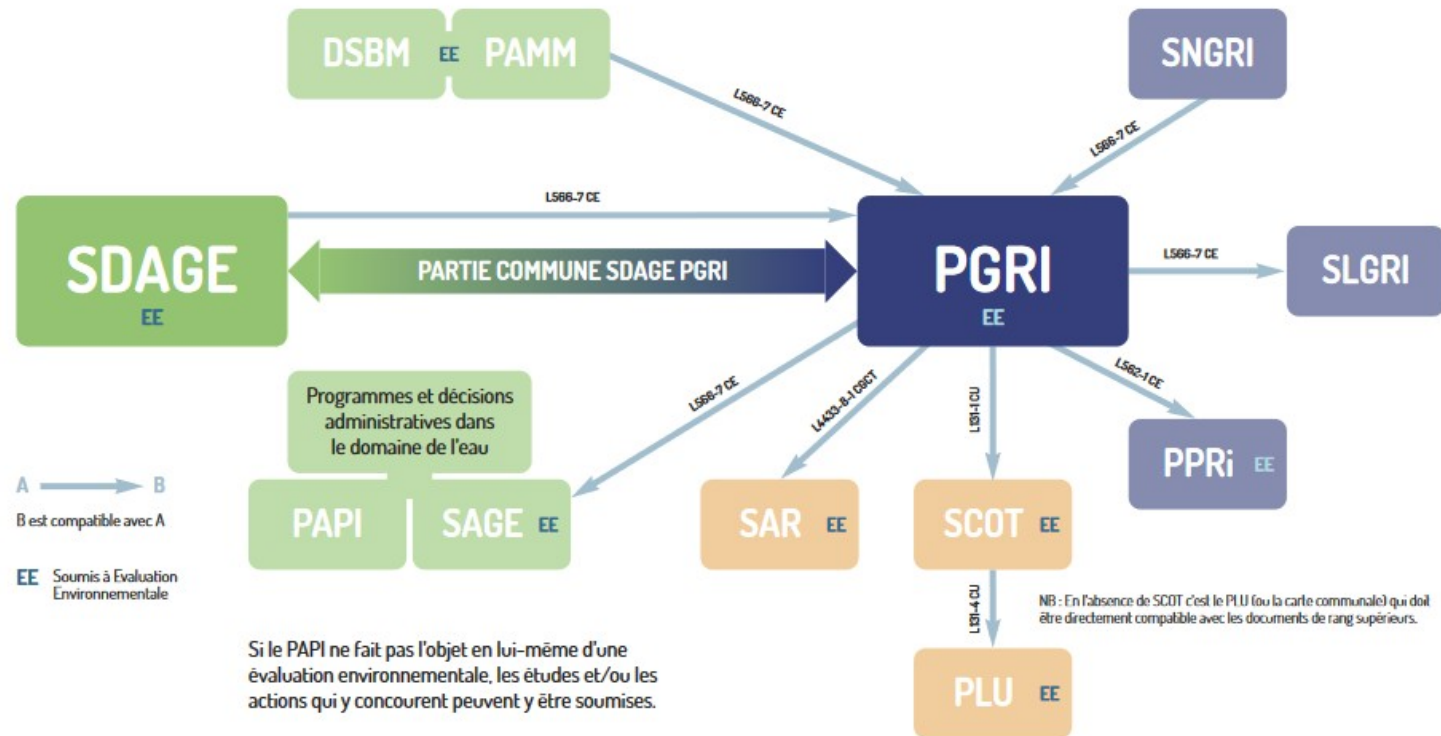 DSBM EE PAMM
SNGRI
L566-7 CE
L566-7 CE
L566-7 CE
SDAGE
EE
PARTIE COMMUNE SDAGE PGRI
PGRI
EE
L566-7 CE
SLGRI
L566-7 CE
L4433-8-1 CGCT
L131-1 CU
L562-1 CE
Programmes et décisions
administratives dans
le domaine de l'eau
PPRi EE
A B
B est compatible avec A
PAPI
SAGE EE
SAR EE
SCOT EE
EE Soumis à Evaluation
Environnementale
L131-4 CU
NB : En l'absence de SCOT c'est le PLU (ou la carte communale) qui doit
être directement compatible avec les documents de rang supérieurs.
Si le PAPI ne fait pas l'objet en lui-même d'une
évaluation environnementale, les études et/ou les
actions qui y concourent peuvent y être soumises.
PLU EE